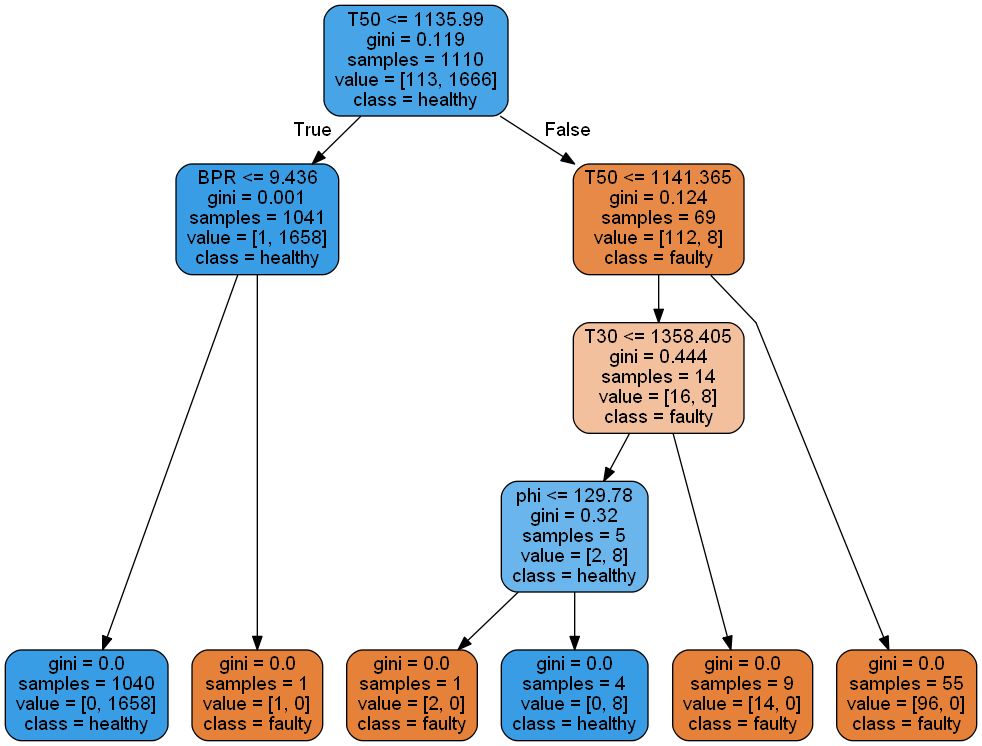 T50 <= 1135.99
gini = 0.119
samples = 1110
value = [113, 1666]
class = healthy
True
False
BPR <= 9.436
gini = 0.001
samples = 1041
value = [1, 1658]
class = healthy
T50 <= 1141.365
gini = 0.124
samples = 69
value = [112, 8]
class = faulty
T30 <= 1358.405
gini = 0.444
samples = 14
value = [16, 8]
class = faulty
phi <= 129.78
gini = 0.32
samples = 5
value = [2, 8]
class = healthy
gini = 0.0
samples = 1040
value = [0, 1658]
class = healthy
gini = 0.0
samples = 1
value = [1, 0]
class = faulty
gini = 0.0
samples = 1
value = [2, 0]
class = faulty
gini = 0.0
samples = 4
value = [0, 8]
class = healthy
gini = 0.0
samples = 9
value = [14, 0]
class = faulty
gini = 0.0
samples = 55
value = [96, 0]
class = faulty